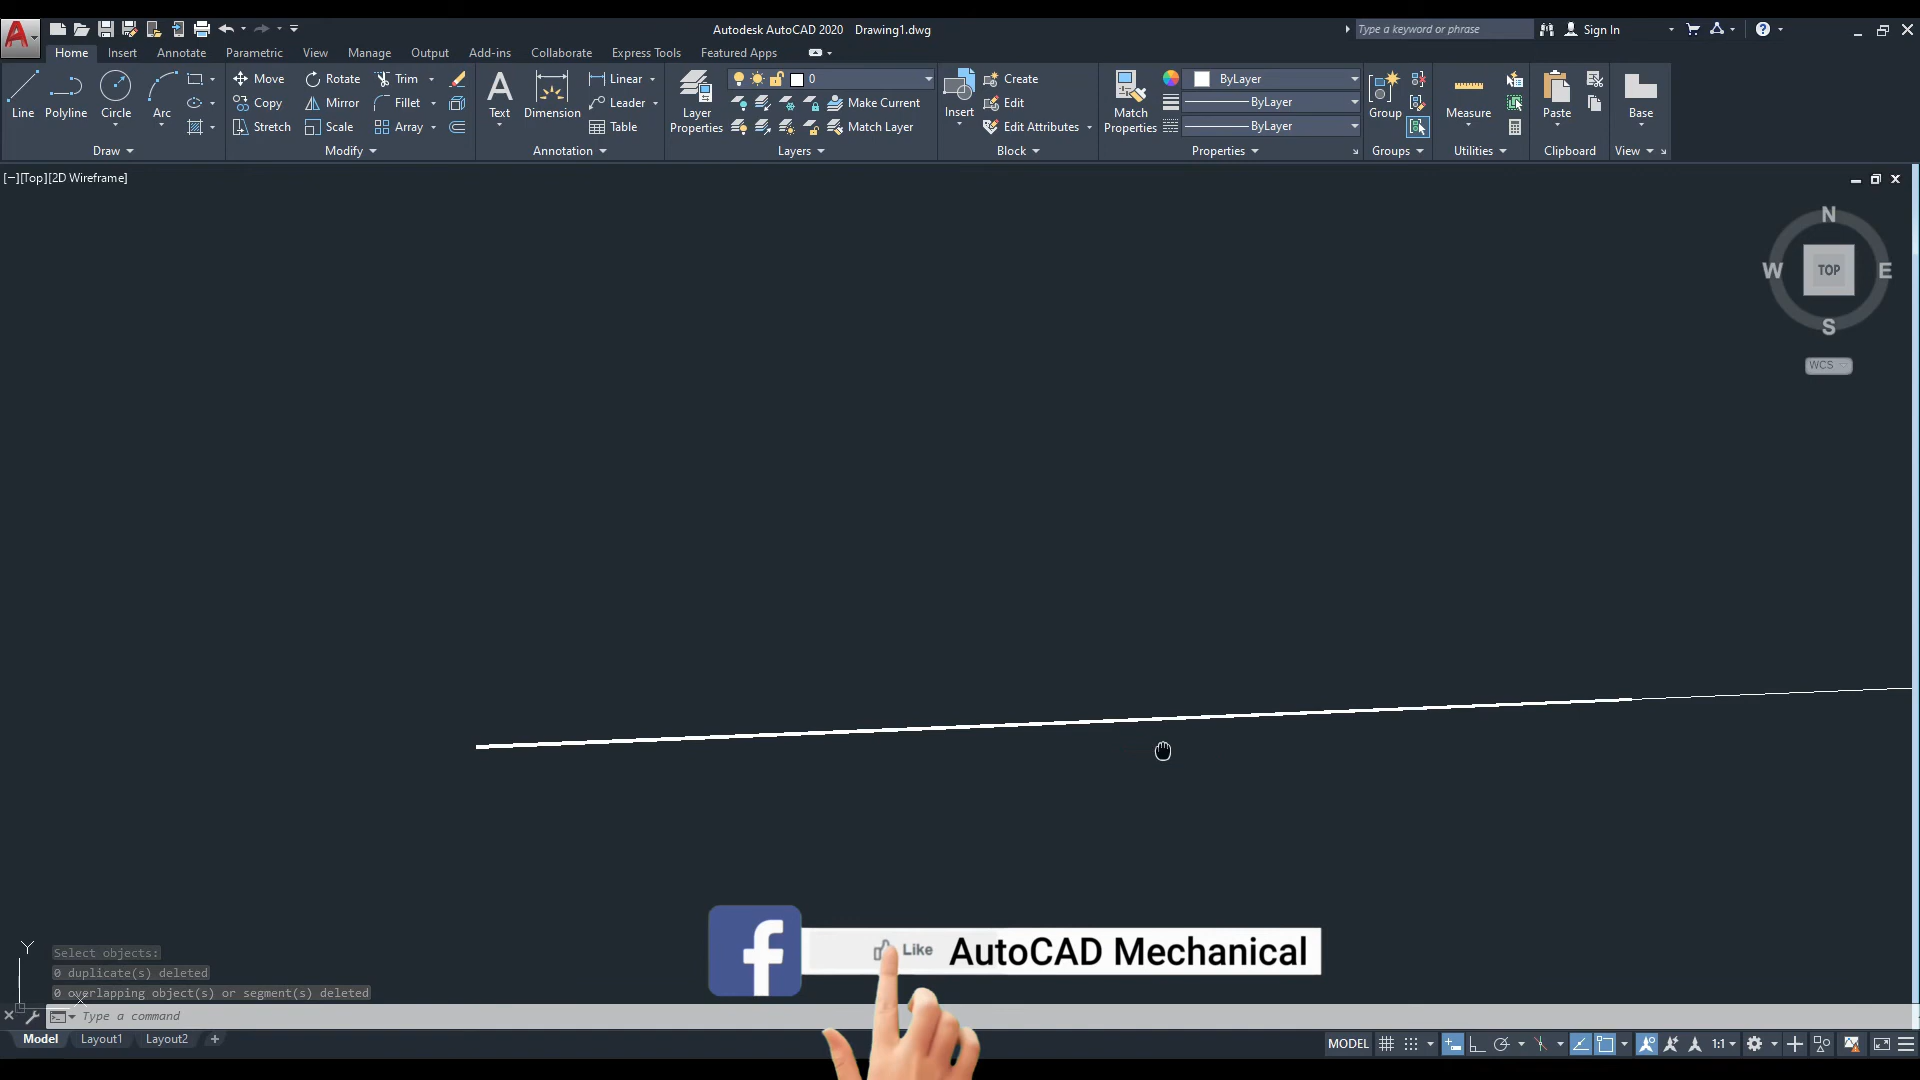 Autodesk AutoCAD 2020 Drawing1.dwg
Type a keyword or phrase
Sign In
Home Insert Annotate Parametric View Manage Output Add-ins Collaborate Express Tools Featured Apps
Line Polyline Circle Arc
Draw
Move Rotate Trim
Copy Mirror Fillet
Stretch Scale Array
Modify
Text Dimension
Linear
Leader
Table
Annotation
Layer Properties
0
Make Current
Match Layer
Layers
Insert
Create
Edit
Edit Attributes
Block
Match Properties
ByLayer
ByLayer
ByLayer
Properties
Group
Groups
Measure
Utilities
Paste
Clipboard
Base
View
[−][Top][2D Wireframe]
N
W TOP E
S
WCS
Y
X
Select objects:
0 duplicate(s) deleted
0 overlapping object(s) or segment(s) deleted
Type a command
f Like AutoCAD Mechanical
Model Layout1 Layout2 +
MODEL 1:1